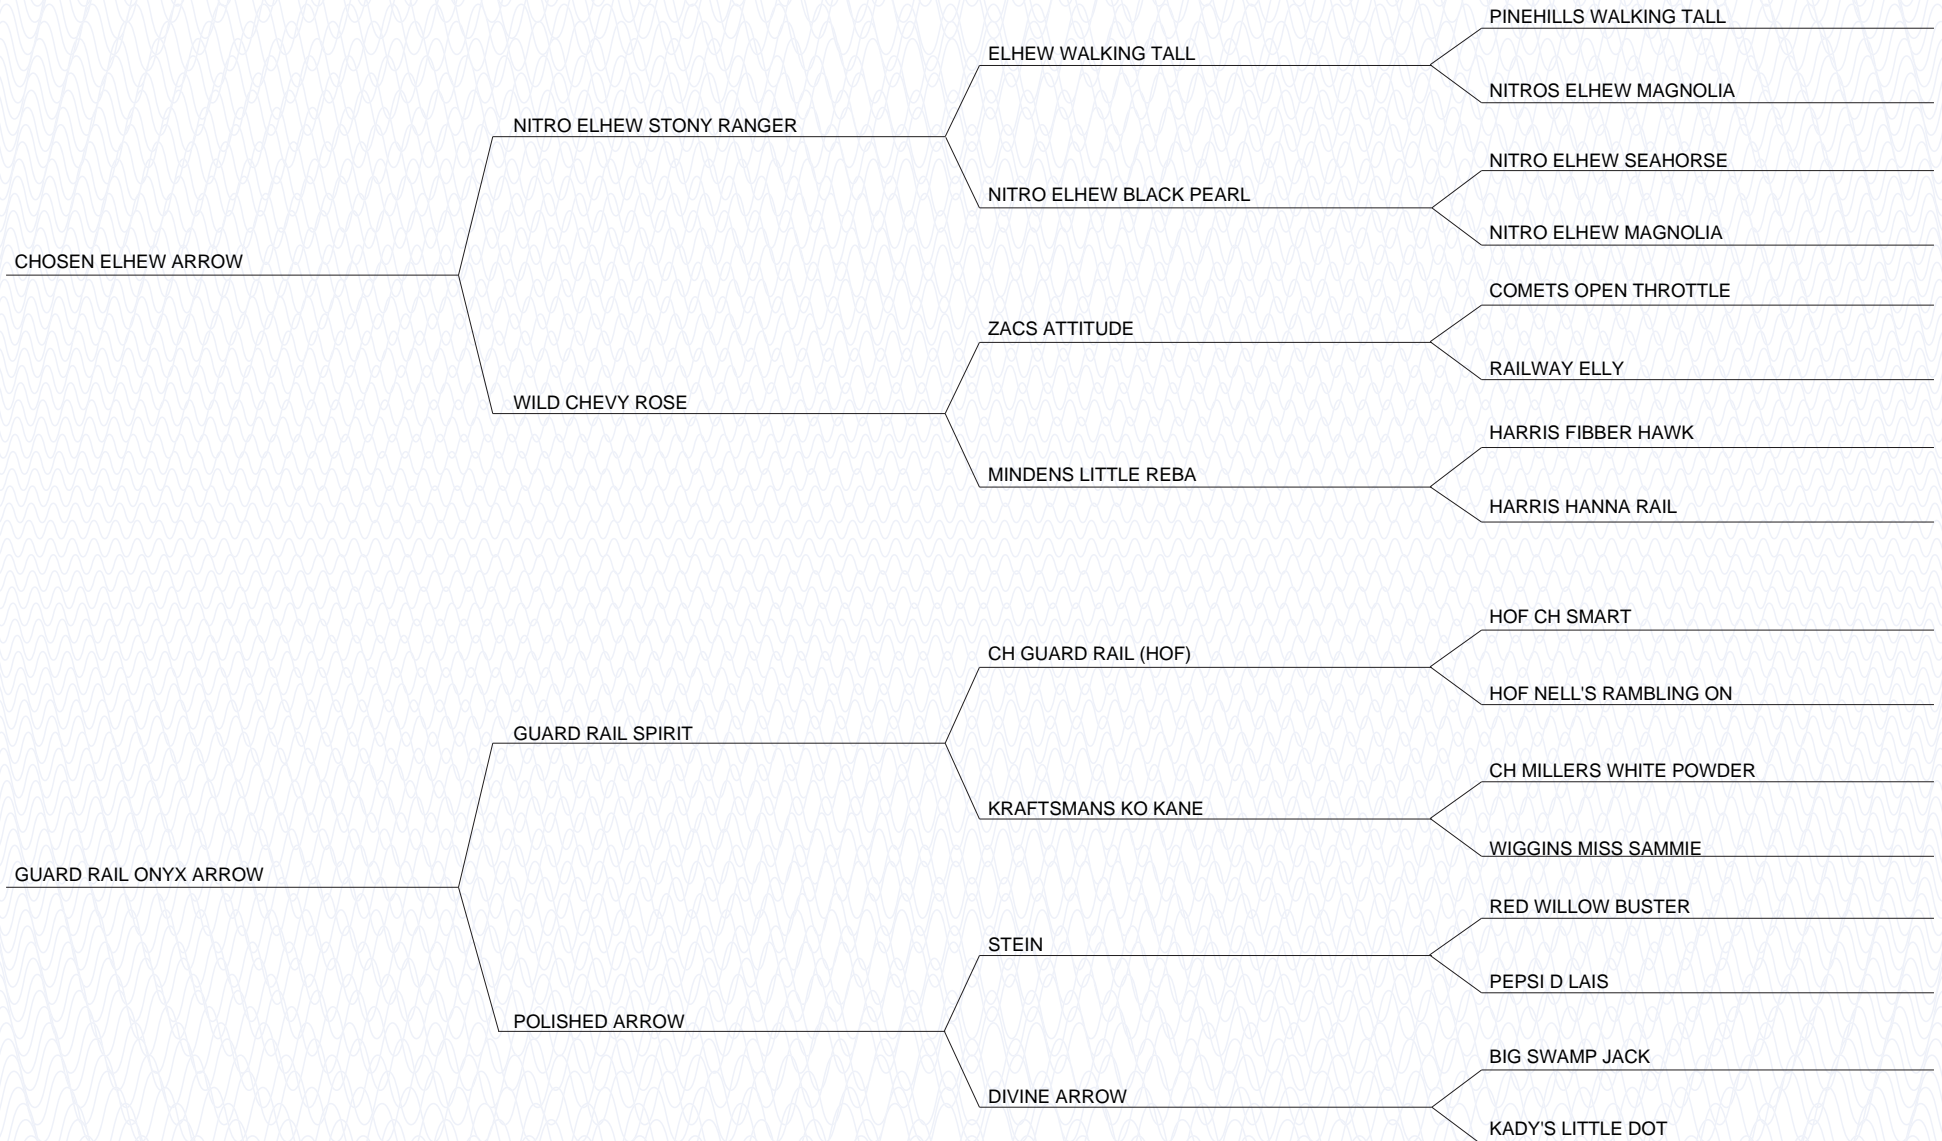 PINEHILLS WALKING TALL
ELHEW WALKING TALL
NITROS ELHEW MAGNOLIA
NITRO ELHEW STONY RANGER
NITRO ELHEW SEAHORSE
NITRO ELHEW BLACK PEARL
NITRO ELHEW MAGNOLIA
CHOSEN ELHEW ARROW
COMETS OPEN THROTTLE
ZACS ATTITUDE
RAILWAY ELLY
WILD CHEVY ROSE
HARRIS FIBBER HAWK
MINDENS LITTLE REBA
HARRIS HANNA RAIL
HOF CH SMART
CH GUARD RAIL (HOF)
HOF NELL'S RAMBLING ON
GUARD RAIL SPIRIT
CH MILLERS WHITE POWDER
KRAFTSMANS KO KANE
WIGGINS MISS SAMMIE
GUARD RAIL ONYX ARROW
RED WILLOW BUSTER
STEIN
PEPSI D LAIS
POLISHED ARROW
BIG SWAMP JACK
DIVINE ARROW
KADY'S LITTLE DOT